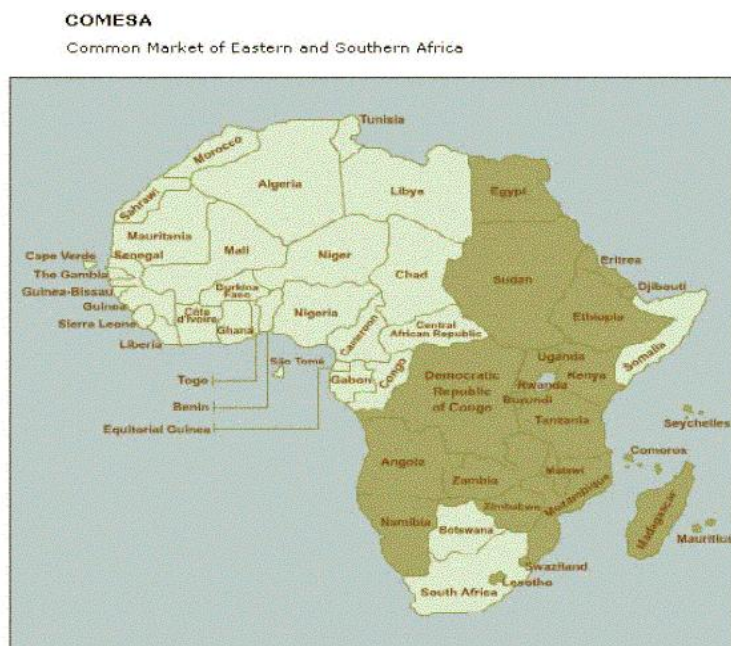 COMESA
Common Market of Eastern and Southern Africa
Tunisia
Morocco
Algeria
Libya
Egypt
Sahrawi
Mauritania
Mali
Niger
Chad
Sudan
Eritrea
Djibouti
Cape Verde
Senegal
The Gambia
Guinea-Bissau
Guinea
Sierra Leone
Liberia
Burkina
Faso
Côte
d'Ivoire
Ghana
Nigeria
Cameroon
Central
African Republic
Ethiopia
Somalia
Togo
Benin
Equitorial Guinea
São Tomé
Gabon
Congo
Democratic
Republic
of Congo
Uganda
Kenya
Rwanda
Burundi
Tanzania
Seychelles
Comoros
Angola
Zambia
Malawi
Mozambique
Zimbabwe
Madagascar
Mauritius
Namibia
Botswana
Swaziland
Lesotho
South Africa